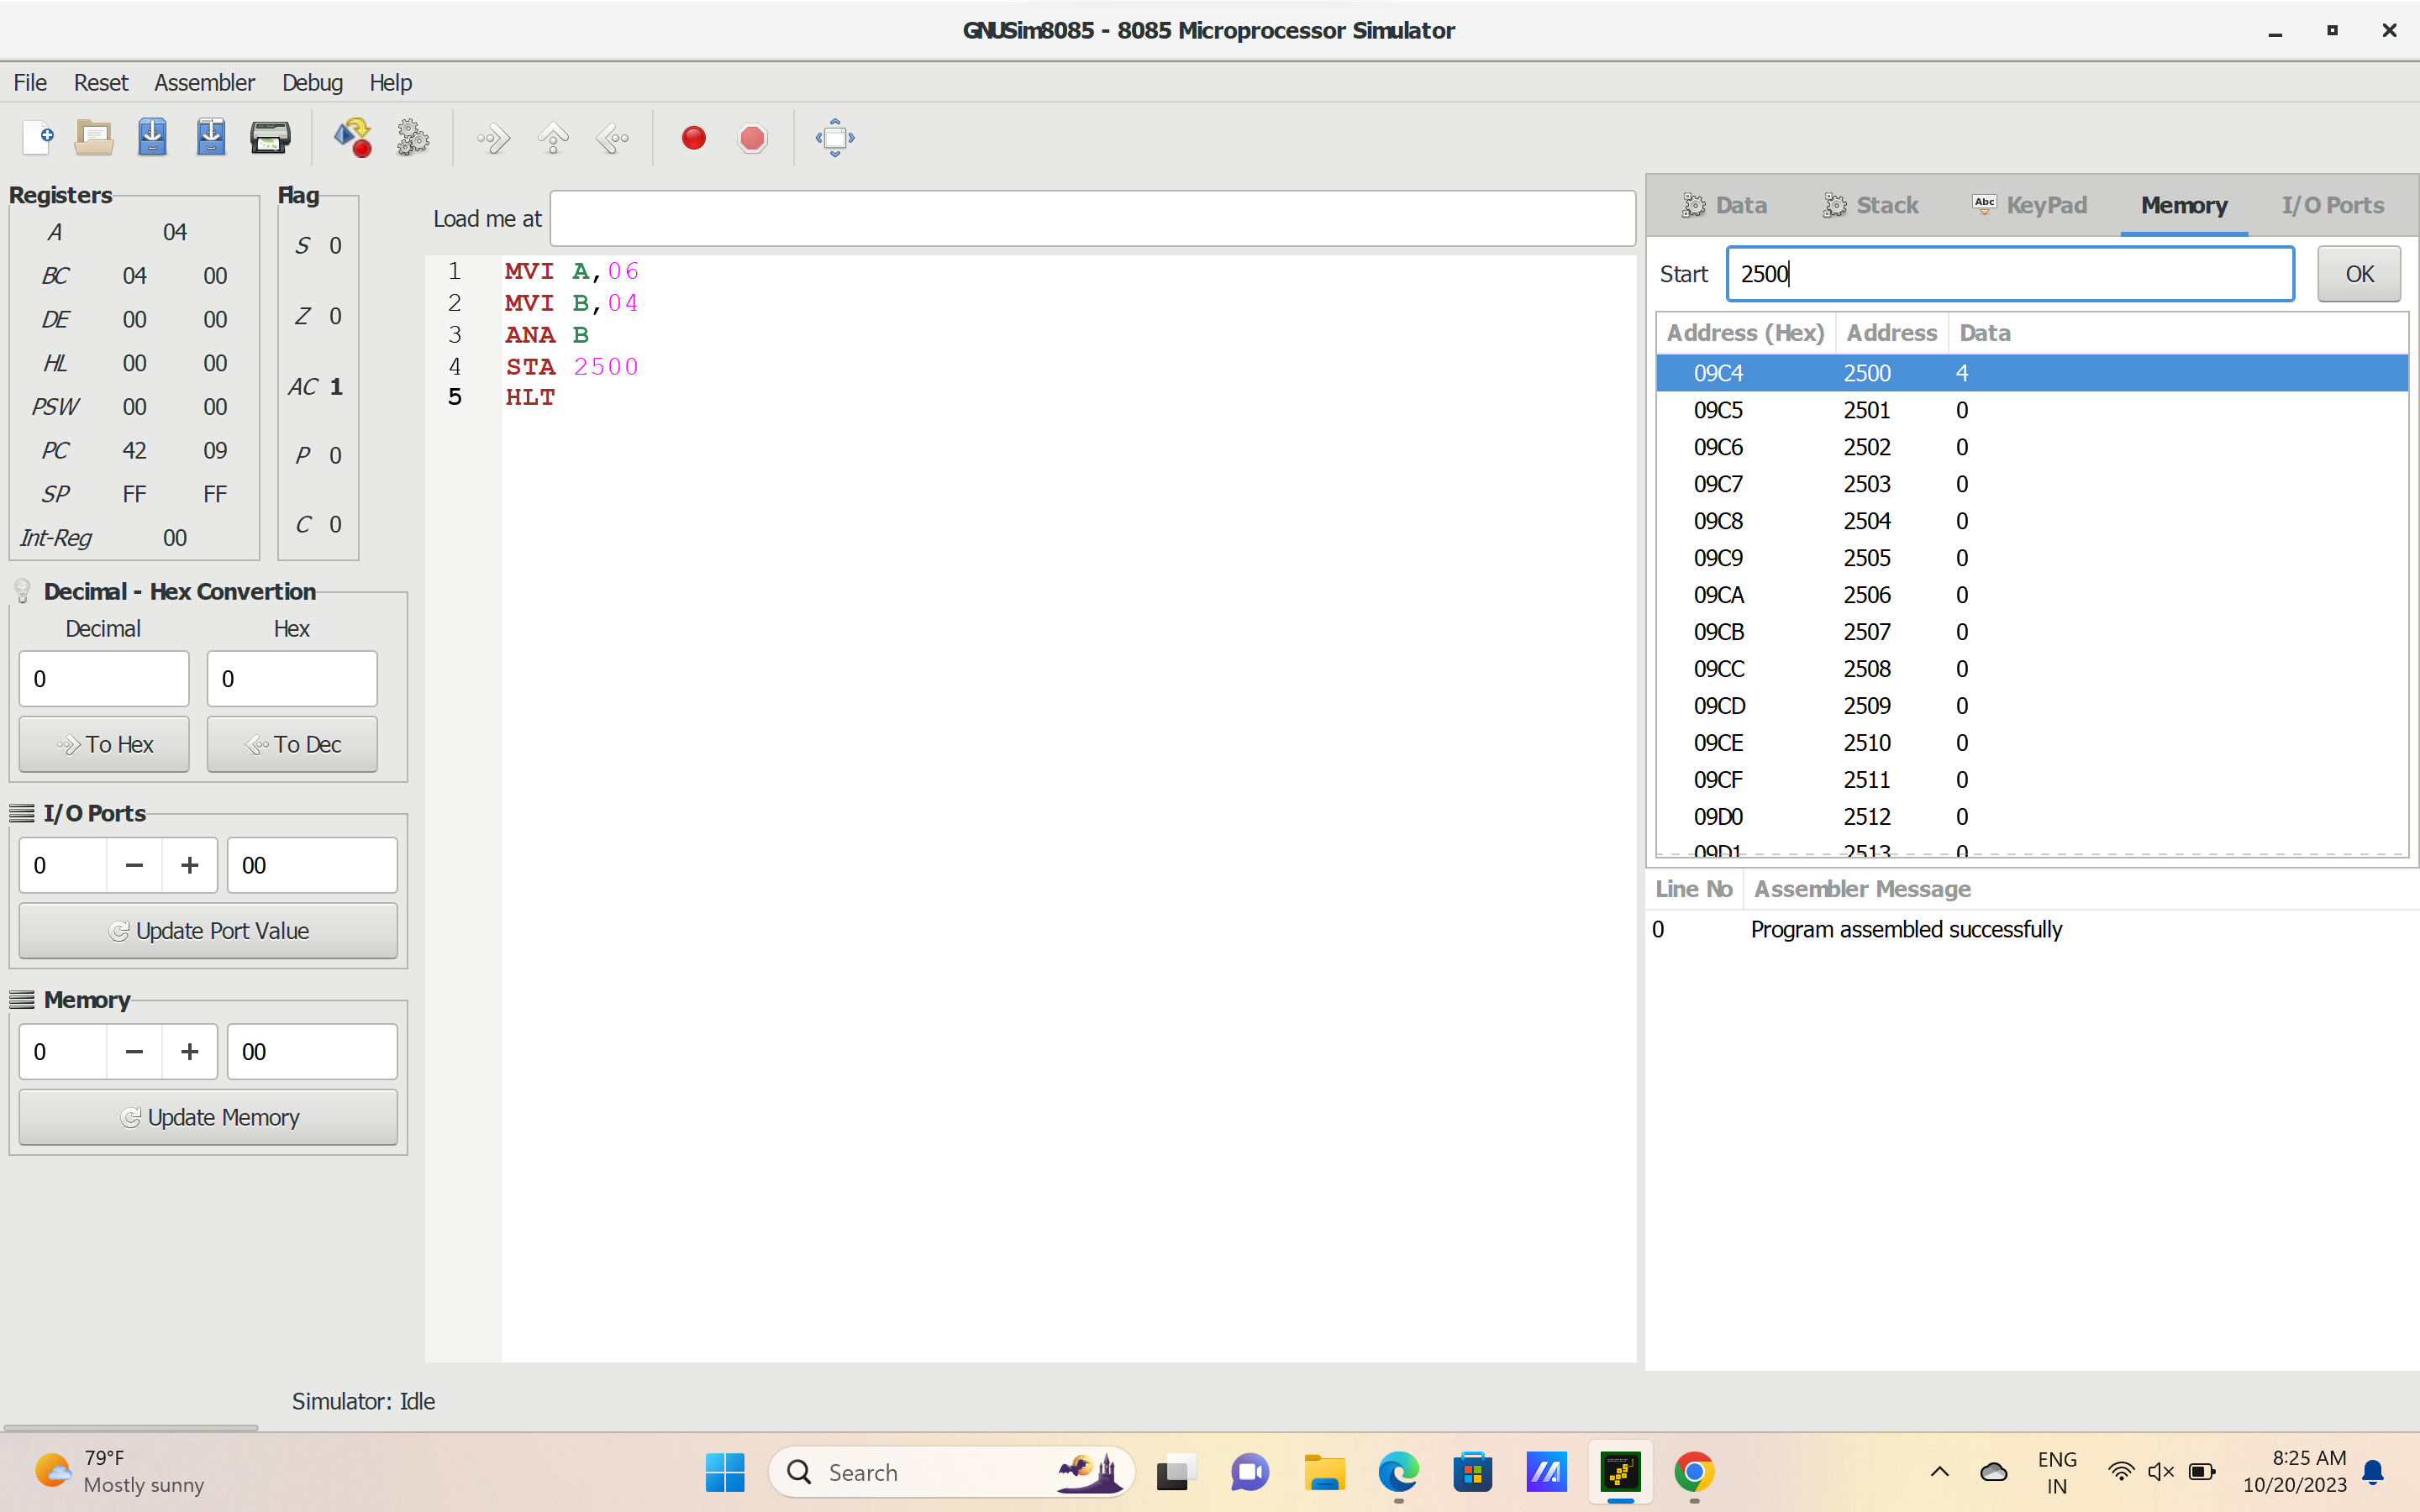 GNUSim8085 - 8085 Microprocessor Simulator
File Reset Assembler Debug Help
Registers
A 04
BC 04 00
DE 00 00
HL 00 00
PSW 00 00
PC 42 09
SP FF FF
Int-Reg 00
Flag
S 0
Z 0
AC 1
P 0
C 0
Decimal - Hex Convertion
Decimal Hex
0 0
To Hex To Dec
I/O Ports
0 − + 00
Update Port Value
Memory
0 − + 00
Update Memory
Load me at
1 MVI A,06
2 MVI B,04
3 ANA B
4 STA 2500
5 HLT
Data Stack Abc KeyPad Memory I/O Ports
Start 2500 OK
Address (Hex) Address Data
09C4 2500 4
09C5 2501 0
09C6 2502 0
09C7 2503 0
09C8 2504 0
09C9 2505 0
09CA 2506 0
09CB 2507 0
09CC 2508 0
09CD 2509 0
09CE 2510 0
09CF 2511 0
09D0 2512 0
09D1 2513 0
Line No Assembler Message
0 Program assembled successfully
Simulator: Idle
79°F
Mostly sunny
Search
ENG
IN
8:25 AM
10/20/2023